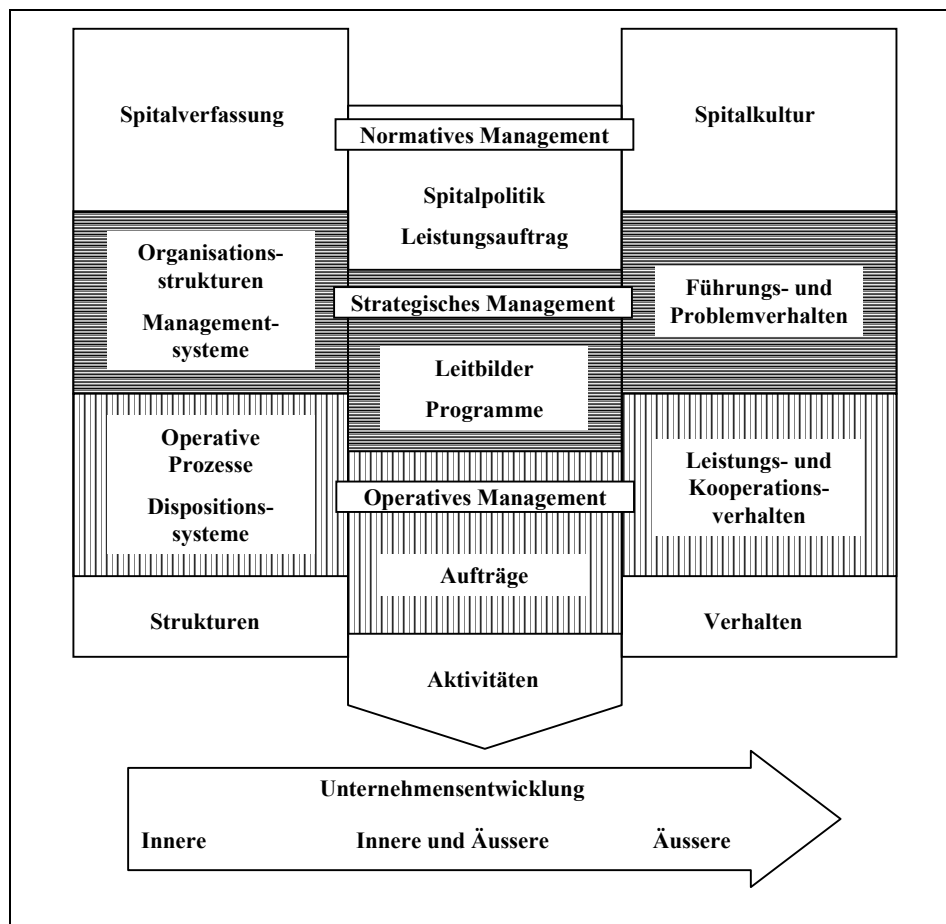 Spitalverfassung
Spitalkultur
Normatives Management
Spitalpolitik
Leistungsauftrag
Organisations-
strukturen
Management-
systeme
Strategisches Management
Führungs- und
Problemverhalten
Leitbilder
Programme
Operative
Prozesse
Dispositions-
systeme
Operatives Management
Leistungs- und
Kooperations-
verhalten
Aufträge
Strukturen
Verhalten
Aktivitäten
Unternehmensentwicklung
Innere Innere und Äussere Äussere